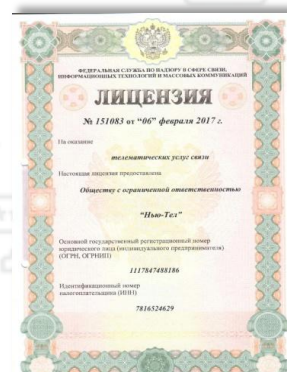 ФЕДЕРАЛЬНАЯ СЛУЖБА ПО НАДЗОРУ В СФЕРЕ СВЯЗИ,
ИНФОРМАЦИОННЫХ ТЕХНОЛОГИЙ И МАССОВЫХ КОММУНИКАЦИЙ
ЛИЦЕНЗИЯ
№ 151083 от “06” февраля 2017 г.
На оказание
телематических услуг связи
Настоящая лицензия предоставлена
Обществу с ограниченной ответственностью
“Нью-Тел”
Основной государственный регистрационный номер
юридического лица (индивидуального предпринимателя)
(ОГРН, ОГРНИП)
1117847488186
Идентификационный номер
налогоплательщика (ИНН)
7816524629